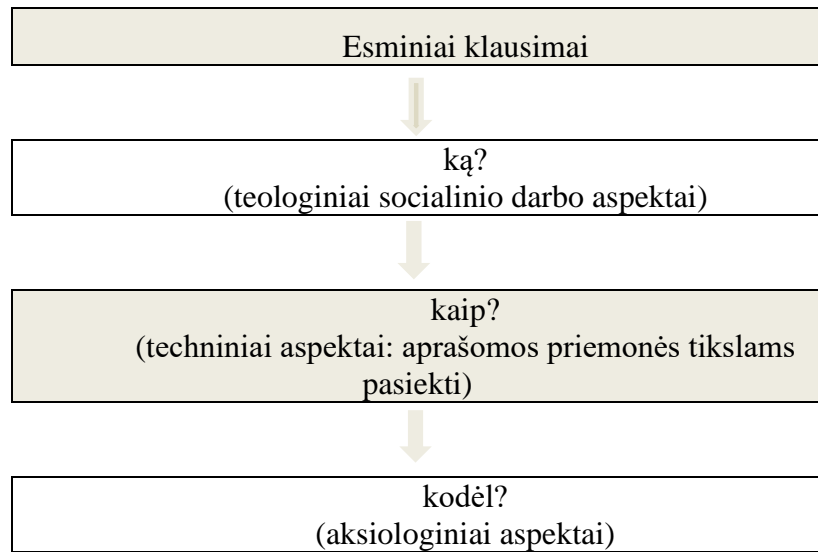 Esminiai klausimai
ką?
(teologiniai socialinio darbo aspektai)
kaip?
(techniniai aspektai: aprašomos priemonės tikslams
pasiekti)
kodėl?
(aksiologiniai aspektai)